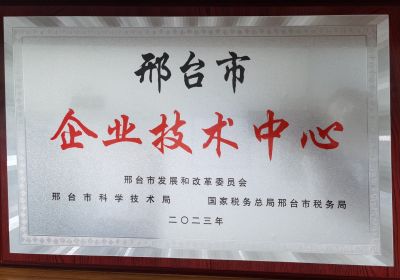 邢台市
企业技术中心
邢台市发展和改革委员会
邢台市科学技术局 国家税务总局邢台市税务局
二〇二三年